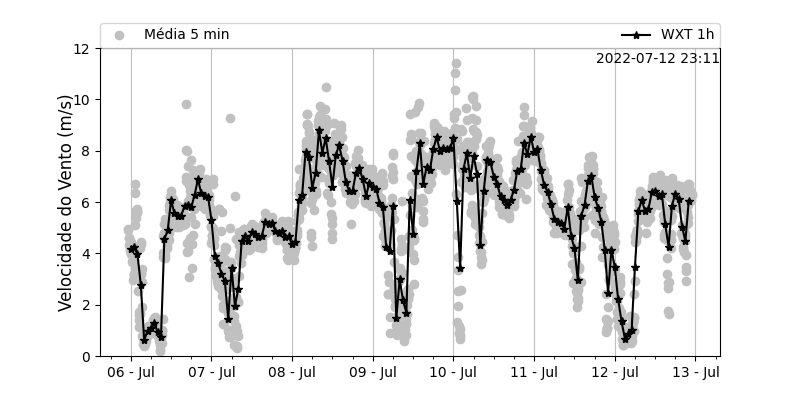 Média 5 min
WXT 1h
2022-07-12 23:11
Velocidade do Vento (m/s)
12
10
8
6
4
2
0
06 - Jul
07 - Jul
08 - Jul
09 - Jul
10 - Jul
11 - Jul
12 - Jul
13 - Jul